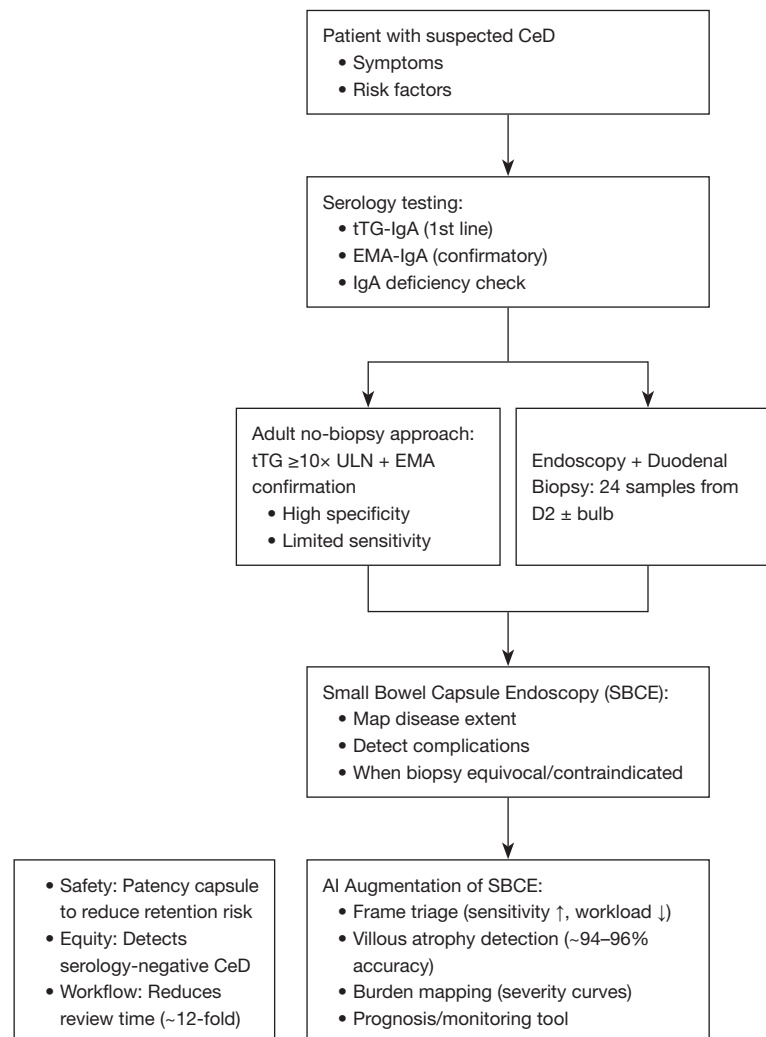 Patient with suspected CeD
• Symptoms
• Risk factors
Serology testing:
• tTG-IgA (1st line)
• EMA-IgA (confirmatory)
• IgA deficiency check
Adult no-biopsy approach:
tTG ≥10× ULN + EMA
confirmation
• High specificity
• Limited sensitivity
Endoscopy + Duodenal
Biopsy: 24 samples from
D2 ± bulb
Small Bowel Capsule Endoscopy (SBCE):
• Map disease extent
• Detect complications
• When biopsy equivocal/contraindicated
• Safety: Patency capsule
to reduce retention risk
• Equity: Detects
serology-negative CeD
• Workflow: Reduces
review time (~12-fold)
AI Augmentation of SBCE:
• Frame triage (sensitivity ↑, workload ↓)
• Villous atrophy detection (~94–96%
accuracy)
• Burden mapping (severity curves)
• Prognosis/monitoring tool